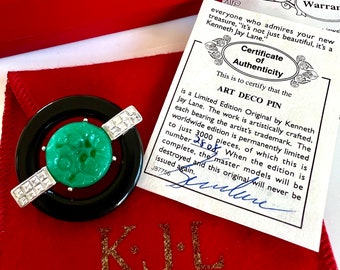 Warran
everyone who admires your new
treasure, "it's not just beautiful, it's a
Kenneth Jay Lane."
Certificate
of
Authenticity
This is to certify that the
ART DECO PIN
is a Limited Edition Original by Kenneth
Jay Lane. The work is artistically crafted,
each bearing the artist's trademark. The
worldwide edition is permanently limited
to just 3000 pieces, of which this is
number 2808. When the edition is
complete, the master models will be
destroyed and this original will never be
issued again.
J87756
K.J.L